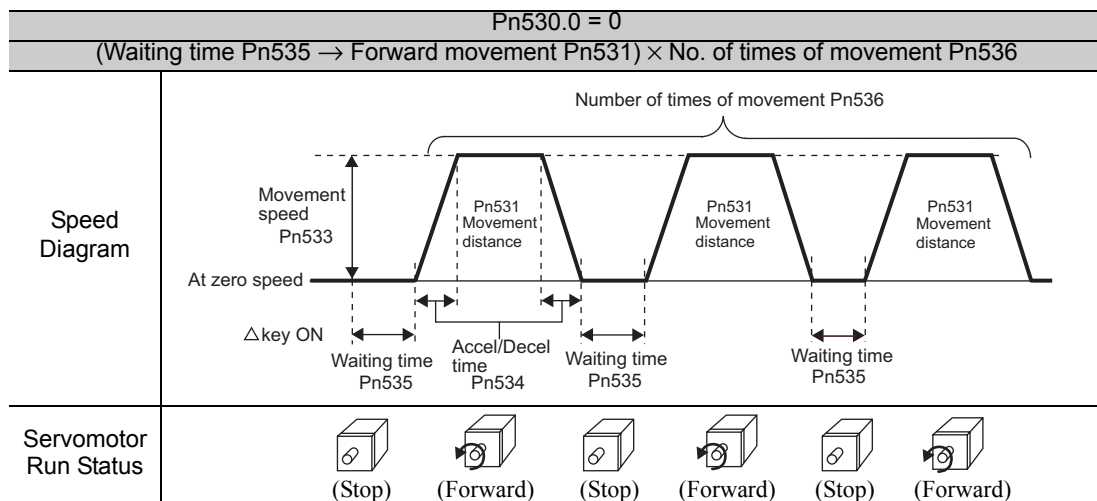 Pn530.0 = 0
(Waiting time Pn535 → Forward movement Pn531) × No. of times of movement Pn536
Speed
Diagram
Number of times of movement Pn536
Movement
speed
Pn533
Pn531
Movement
distance
Pn531
Movement
distance
Pn531
Movement
distance
At zero speed
△key ON
Waiting time
Pn535
Accel/Decel
time
Pn534
Waiting time
Pn535
Waiting time
Pn535
Servomotor
Run Status
(Stop) (Forward) (Stop) (Forward) (Stop) (Forward)